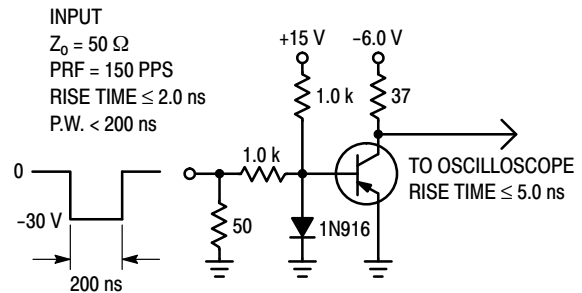 INPUT
Z₀ = 50 Ω
PRF = 150 PPS
RISE TIME ≤ 2.0 ns
P.W. < 200 ns
+15 V
−6.0 V
1.0 k
37
0
1.0 k
TO OSCILLOSCOPE
RISE TIME ≤ 5.0 ns
−30 V
50
1N916
200 ns